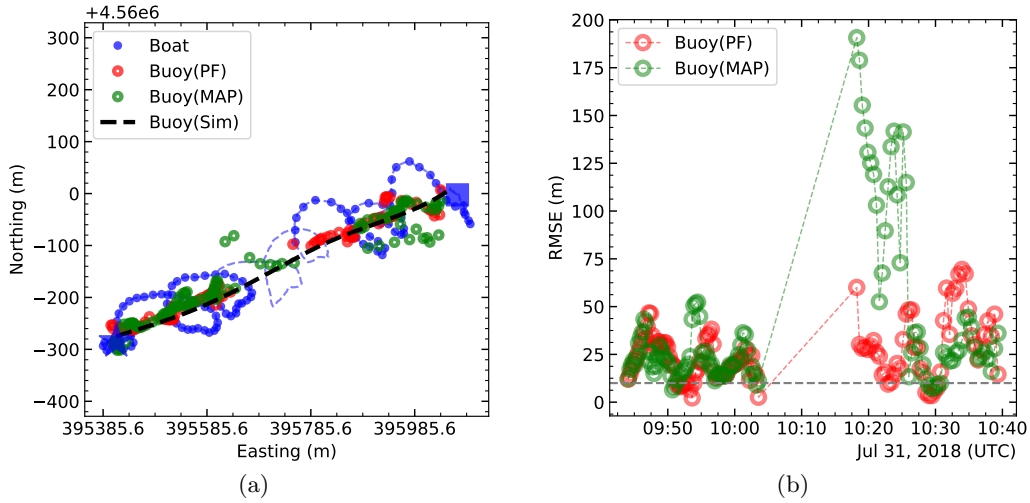 +4.56e6
300
200
100
0
−100
−200
−300
−400
Northing (m)
Boat
Buoy(PF)
Buoy(MAP)
Buoy(Sim)
395385.6 395585.6 395785.6 395985.6
Easting (m)
(a)
200
175
150
125
100
75
50
25
0
RMSE (m)
Buoy(PF)
Buoy(MAP)
09:50 10:00 10:10 10:20 10:30 10:40
Jul 31, 2018 (UTC)
(b)